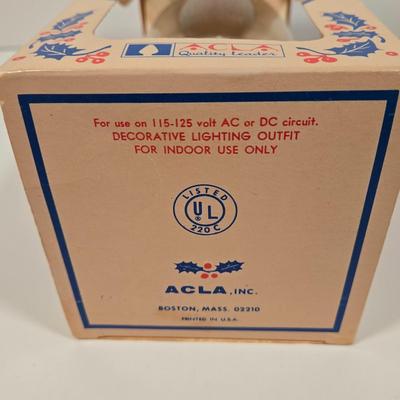 ACLA
Quality Leader
For use on 115-125 volt AC or DC circuit.
DECORATIVE LIGHTING OUTFIT
FOR INDOOR USE ONLY
LISTED
UL
220 C
ACLA, INC.
BOSTON, MASS. 02210
PRINTED IN U.S.A.